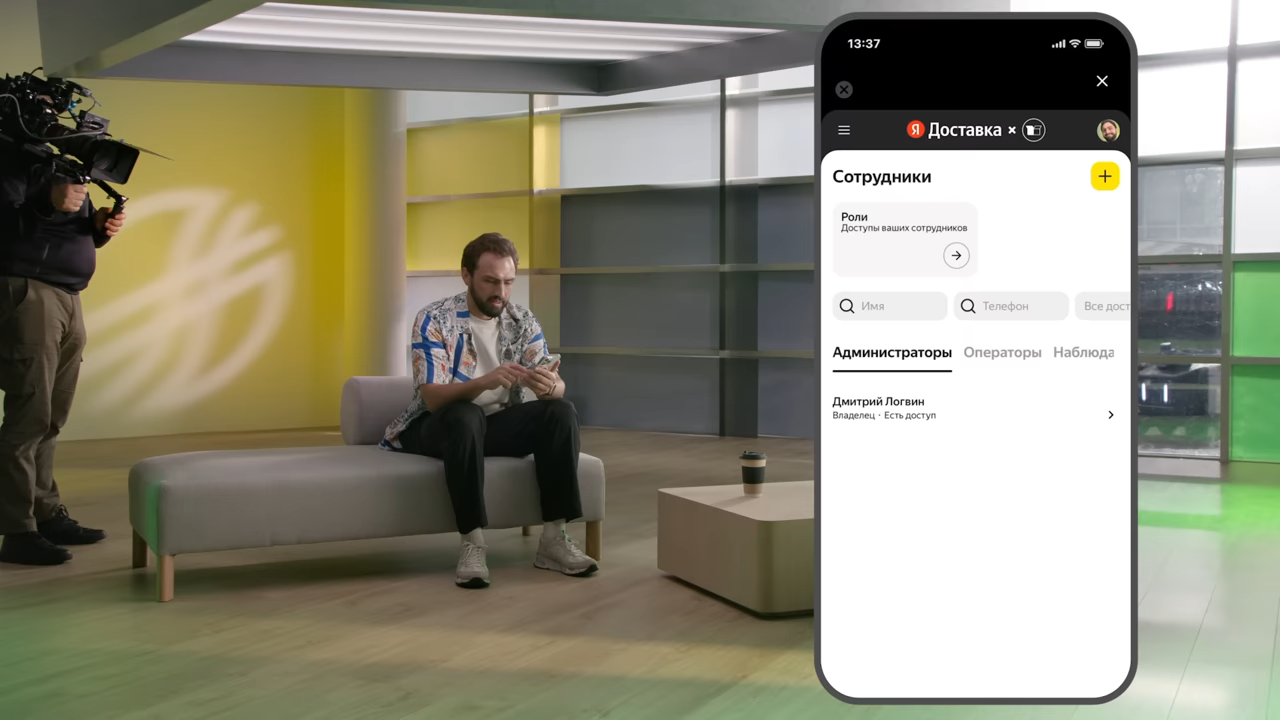 13:37
Я Доставка ×
Сотрудники
Роли
Доступы ваших сотрудников
Имя
Телефон
Все дост
Администраторы
Операторы
Наблюда
Дмитрий Логвин
Владелец · Есть доступ